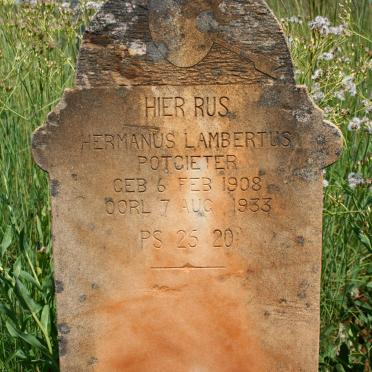 HIER RUS
HERMANUS LAMBERTUS
POTGIETER
GEB 6 FEB 1908
OORL 7 AUG 1933
PS 25 20